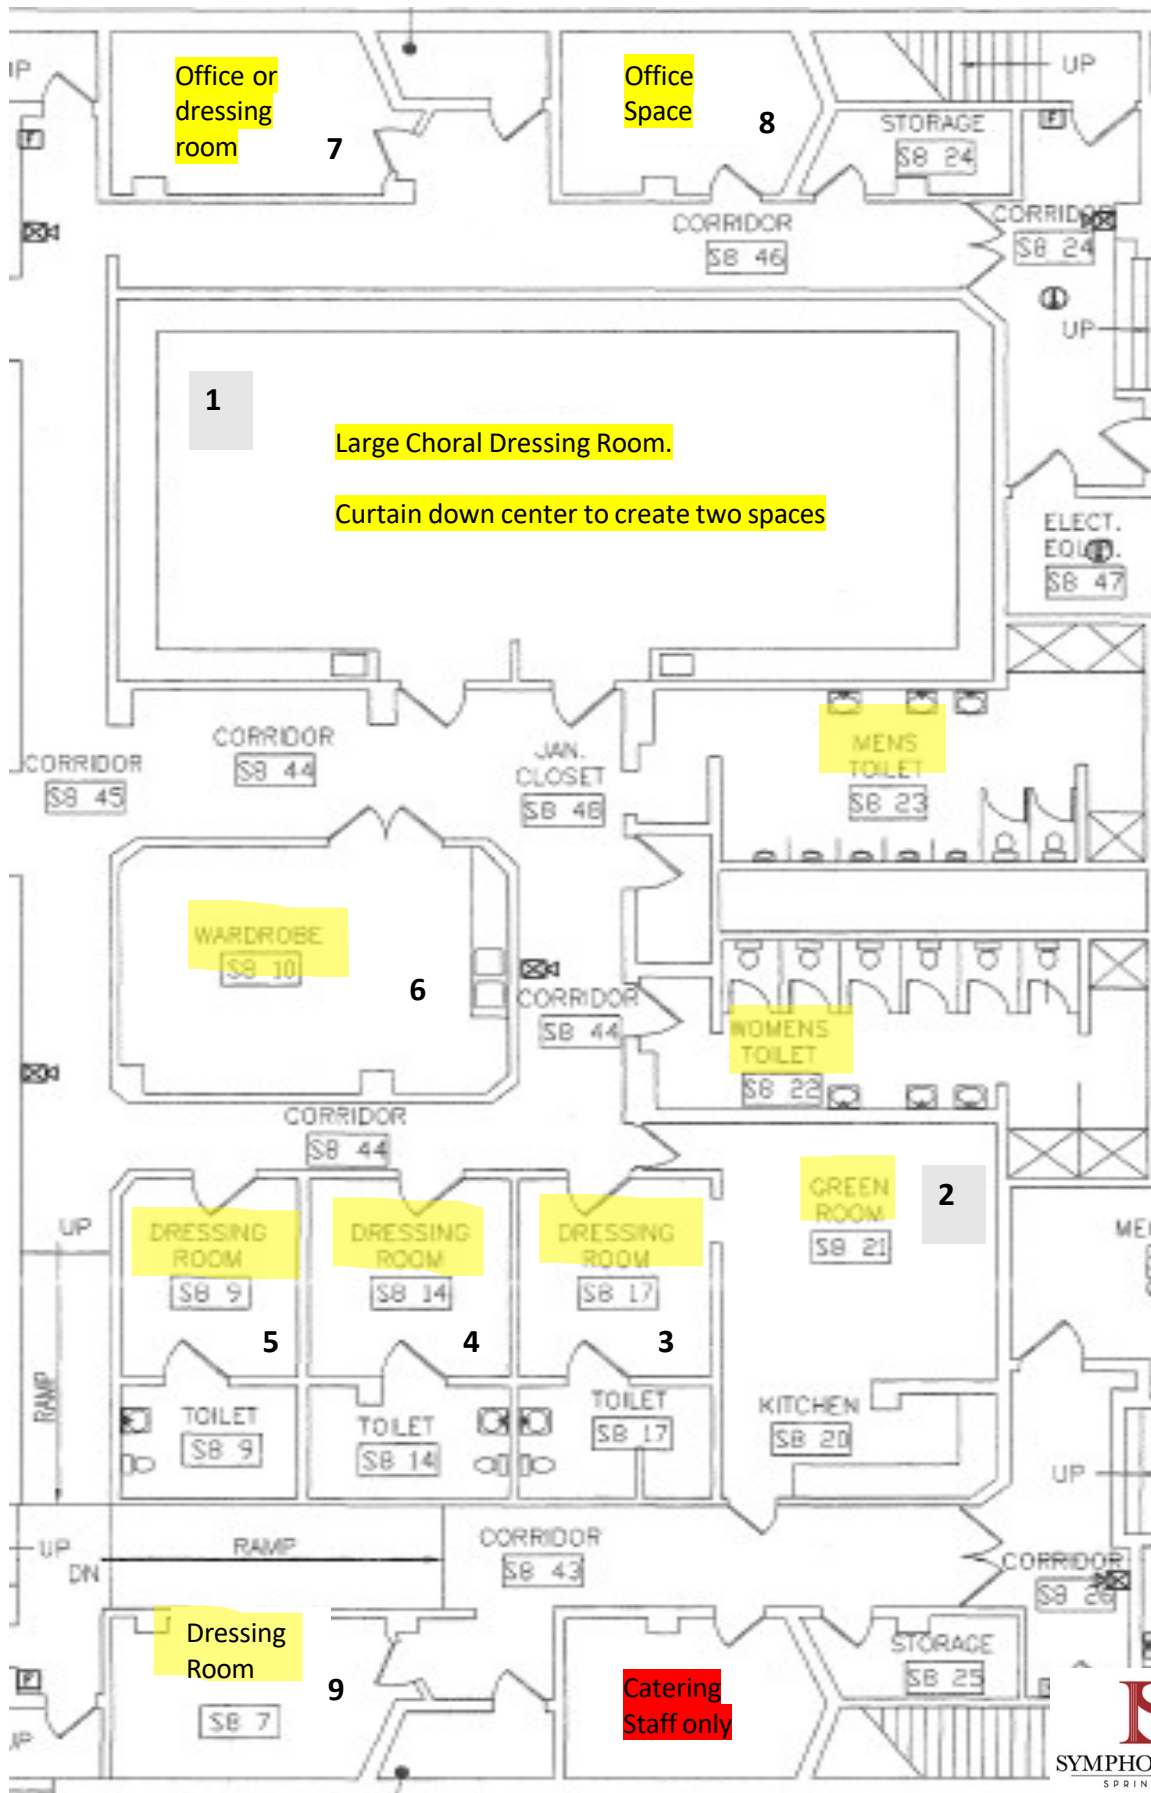 UP
Office or
dressing
room
7
Office
Space
8
UP
F
F
STORAGE
SB 24
CORRIDOR
SB 46
SB 24
UP
1
Large Choral Dressing Room.
Curtain down center to create two spaces
ELECT.
SB 47
MENS
TOILET
SB 23
CORRIDOR
SB 44
JAN.
CLOSET
SB 48
CORRIDOR
SB 45
WARDROBE
SB 10
6
CORRIDOR
SB 44
WOMENS
TOILET
SB 22
CORRIDOR
SB 44
GREEN
ROOM
SB 21
2
UP
DRESSING
ROOM
SB 9
5
DRESSING
ROOM
SB 14
4
DRESSING
ROOM
SB 17
3
RAMP
TOILET
SB 9
TOILET
SB 14
TOILET
SB 17
KITCHEN
SB 20
UP
UP
DN
RAMP
CORRIDOR
SB 43
CORRIDOR
SB 26
Dressing
Room
SB 7
9
F
Catering
Staff only
STORAGE
SB 25
UP
S
SYMPHO
SPRIN